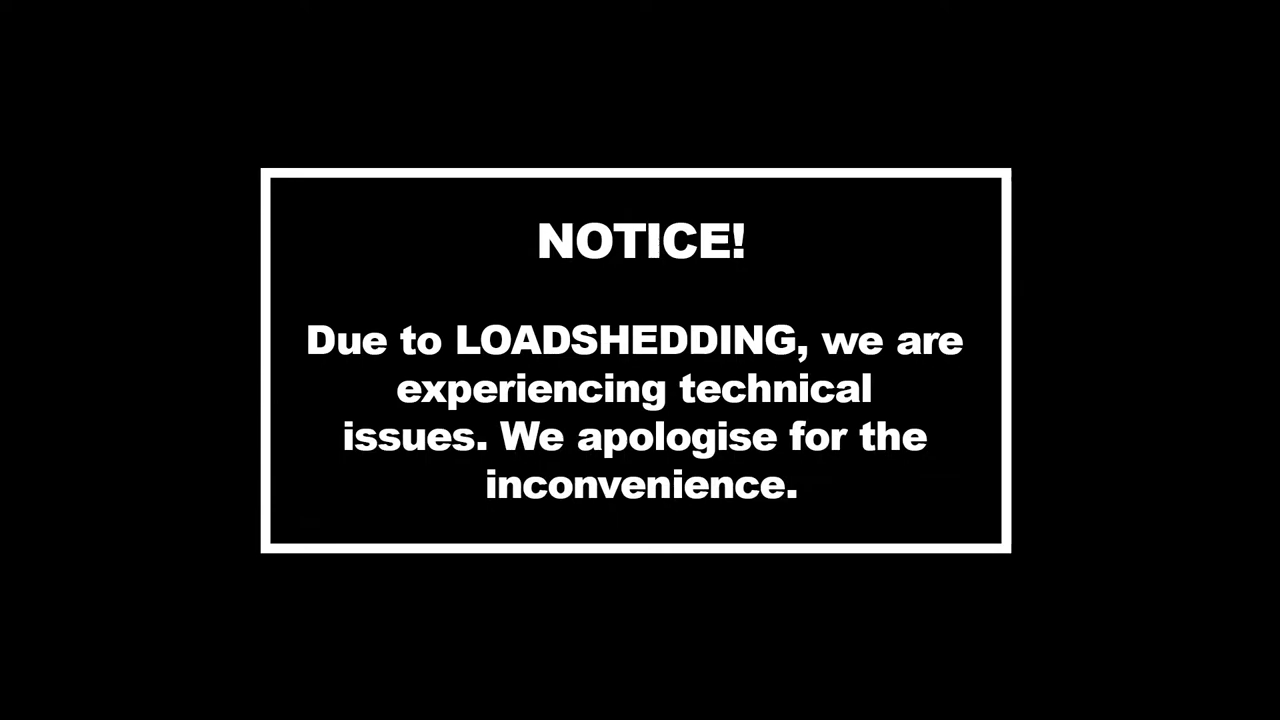 NOTICE!
Due to LOADSHEDDING, we are
experiencing technical
issues. We apologise for the
inconvenience.